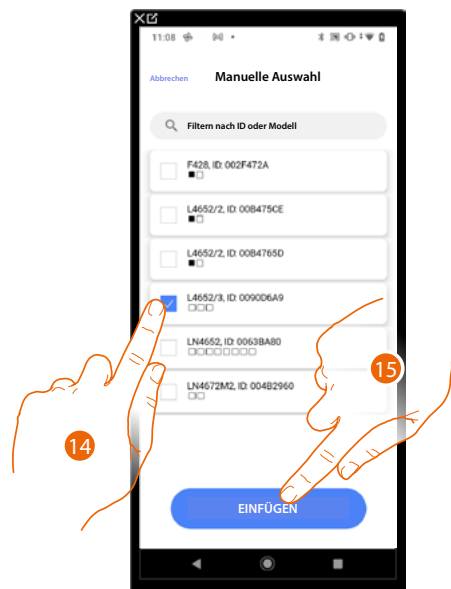 11:08
Abbrechen Manuelle Auswahl
Filtern nach ID oder Modell
F428, ID: 002F472A
L4652/2, ID: 00B475CE
L4652/2, ID: 00B4765D
L4652/3, ID: 0090D6A9
LN4652, ID: 0063BA80
LN4672M2, ID: 004B2960
14
15
EINFÜGEN